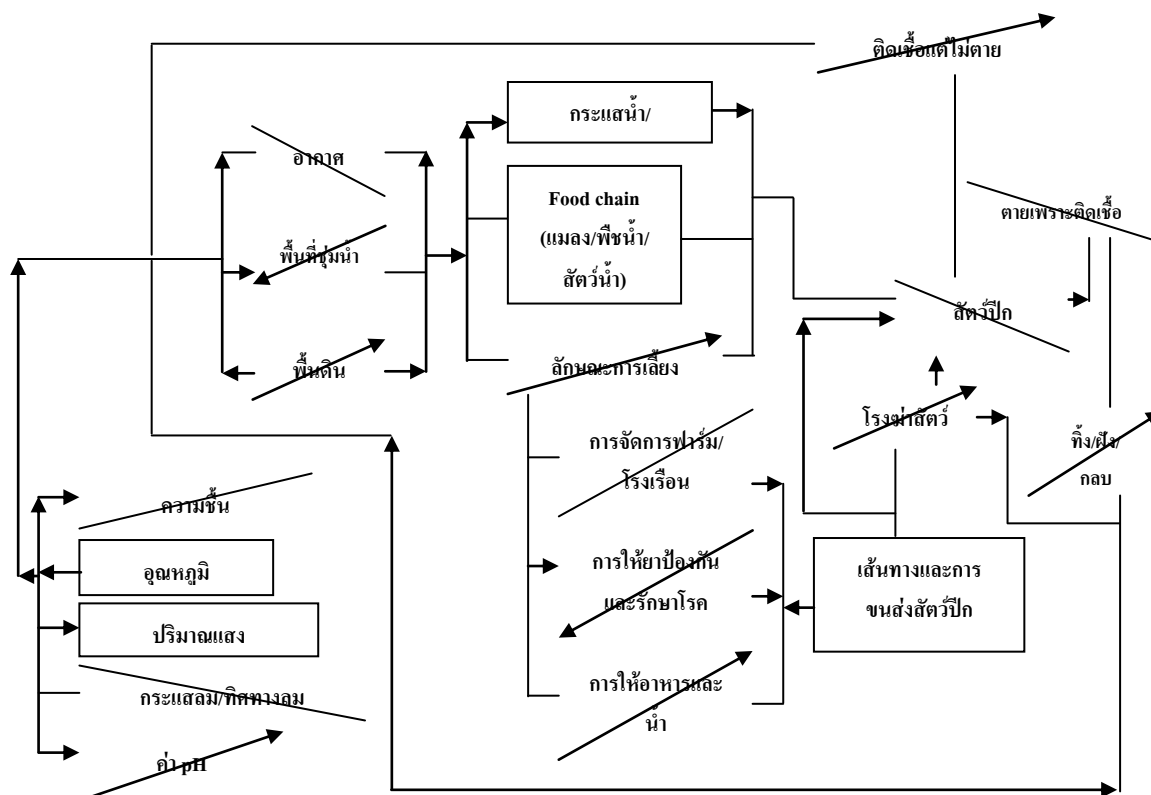 ติดเชื้อแต่ไม่ตาย
กระแสน้ำ/
อากาศ
Food chain
(แมลง/พืชน้ำ/
สัตว์น้ำ)
ตายเพราะติดเชื้อ
พื้นที่ชุ่มน้ำ
สัตว์ปีก
พื้นดิน
ลักษณะการเลี้ยง
โรงฆ่าสัตว์
การจัดการฟาร์ม/
โรงเรือน
ทิ้ง/ฝัง/
กลบ
ความชื้น
อุณหภูมิ
การให้ยาป้องกัน
และรักษาโรค
เส้นทางและการ
ขนส่งสัตว์ปีก
ปริมาณแสง
กระแสลม/ทิศทางลม
การให้อาหารและ
น้ำ
ค่า pH